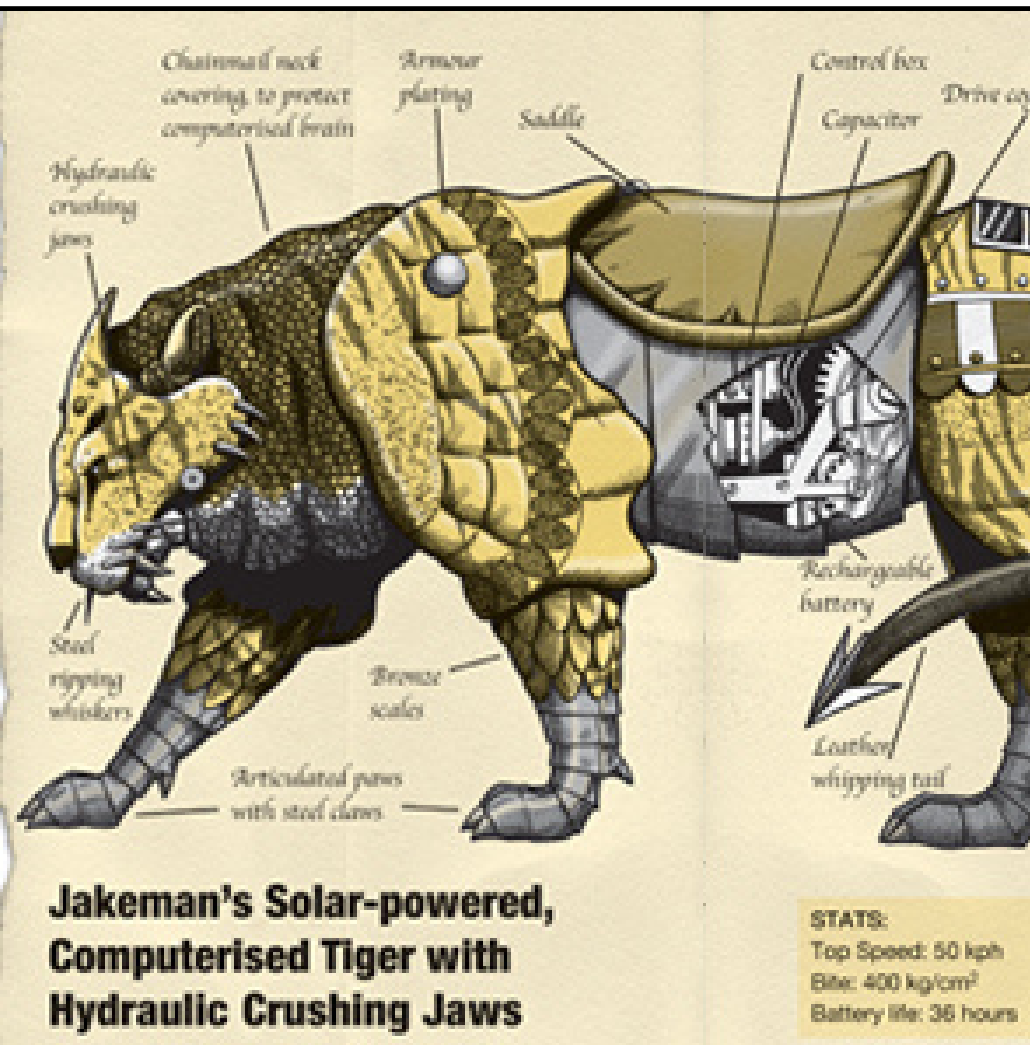 Chainmail neck
covering, to protect
computerised brain
Armour
plating
Saddle
Control box
Capacitor
Drive
Hydraulic
crushing
jaws
Steel
ripping
whiskers
Bronze
scales
Articulated paws
with steel claws
Rechargeable
battery
Leather
whipping tail
Jakeman's Solar-powered,
Computerised Tiger with
Hydraulic Crushing Jaws
STATS:
Top Speed: 50 kph
Bite: 400 kg/cm²
Battery life: 36 hours